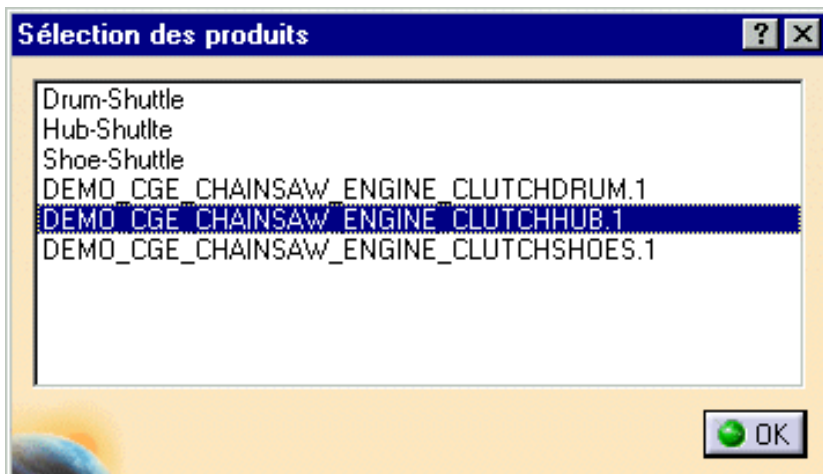 Sélection des produits
Drum-Shuttle
Hub-Shutlte
Shoe-Shuttle
DEMO_CGE_CHAINSAW_ENGINE_CLUTCHDRUM.1
DEMO_CGE_CHAINSAW_ENGINE_CLUTCHHUB.1
DEMO_CGE_CHAINSAW_ENGINE_CLUTCHSHOES.1
OK